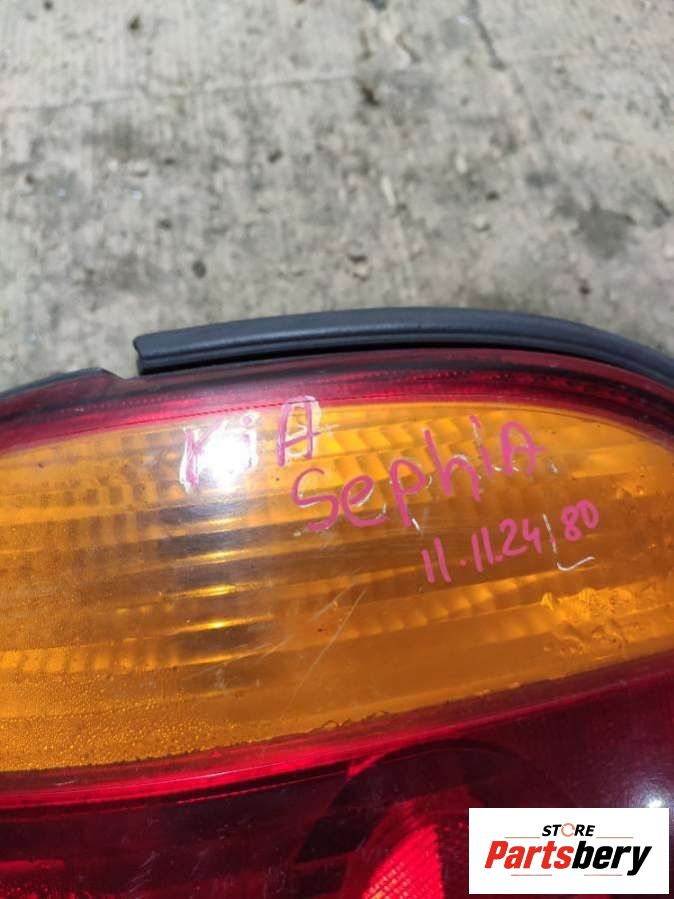 KiA
SephiA
11.11.24.80
STORE
Partsbery